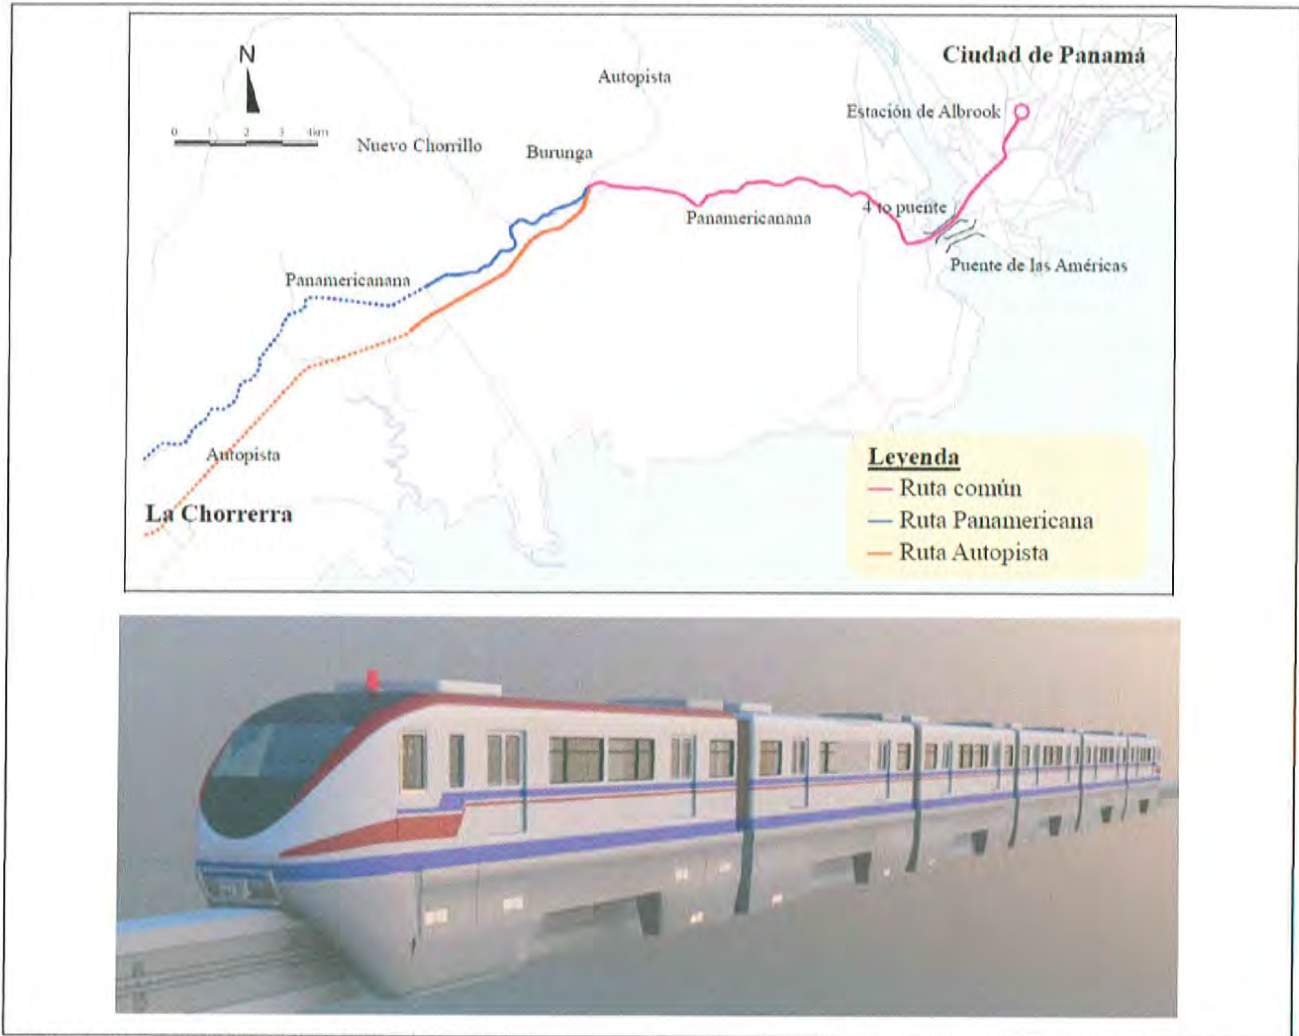 Ciudad de Panamá
N
Autopista
Estación de Albrook
0 1 2 3 4km
Nuevo Chorrillo
Burunga
4 to puente
Panamericanana
Puente de las Américas
Panamericanana
Autopista
La Chorrerra
Leyenda
Ruta común
Ruta Panamericana
Ruta Autopista